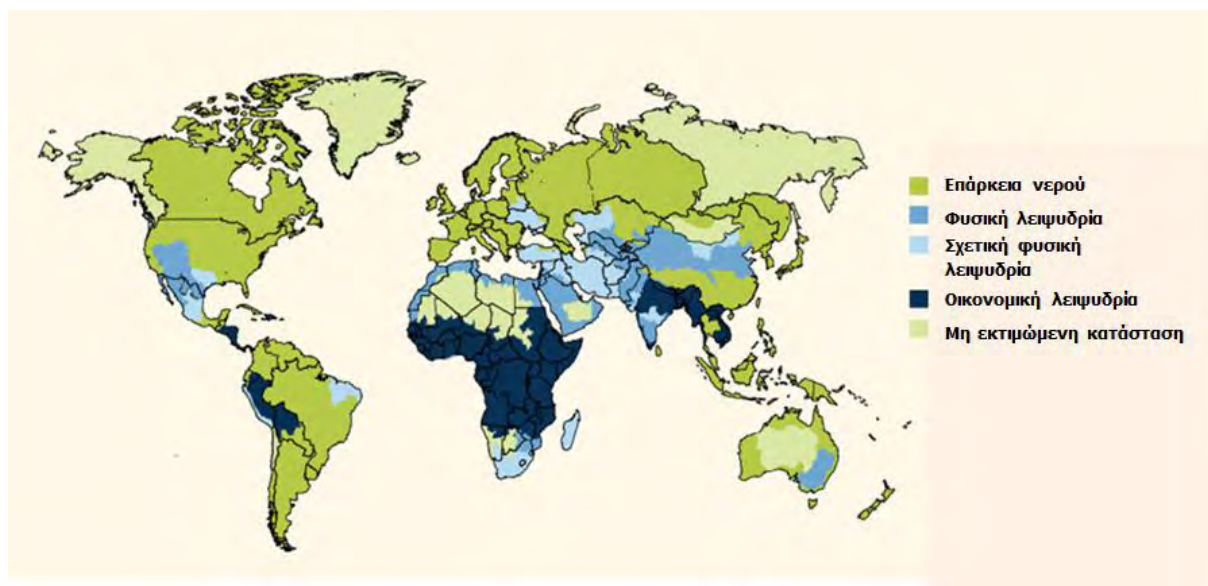 Επάρκεια νερού
Φυσική λειψυδρία
Σχετική φυσική
λειψυδρία
Οικονομική λειψυδρία
Μη εκτιμώμενη κατάσταση